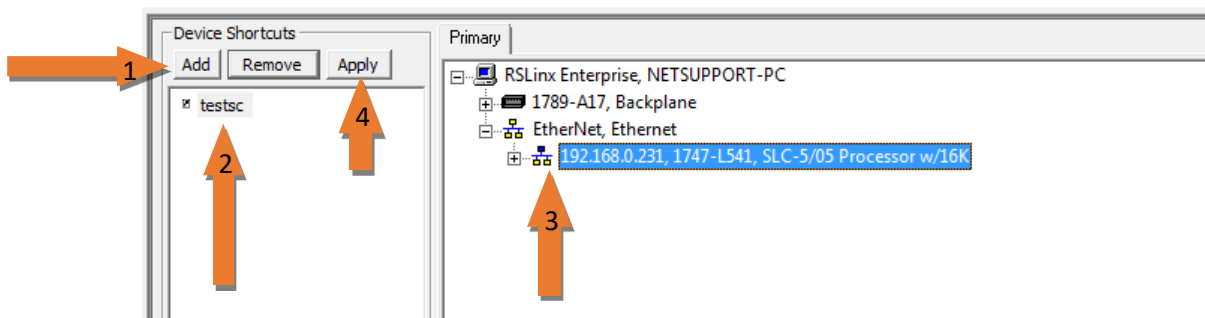 Device Shortcuts
Add Remove Apply
testsc
Primary
RSLinx Enterprise, NETSUPPORT-PC
1789-A17, Backplane
EtherNet, Ethernet
192.168.0.231, 1747-L541, SLC-5/05 Processor w/16K
1
2
3
4